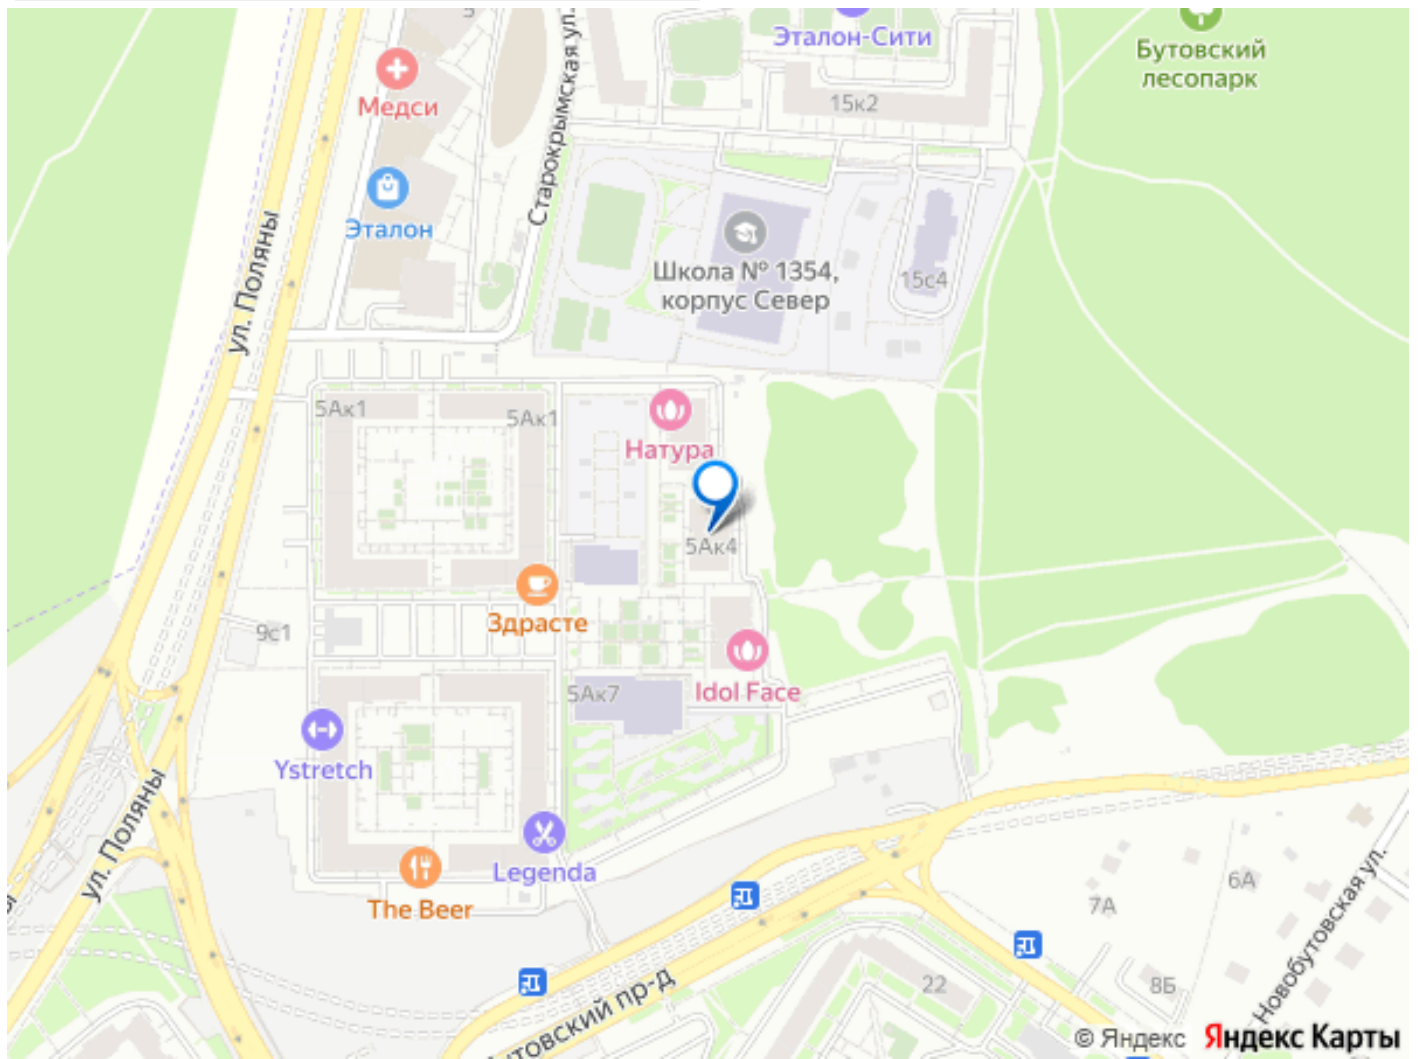 5
Эталон-Сити
Бутовский
лесопарк
Медси
15к2
Старокрымская ул.
Эталон
ул. Поляны
Школа № 1354,
корпус Север
15с4
5Ак1
5Ак1
Натура
5Ак4
Здрасте
9с1
5Ак7
Idol Face
Ystretch
ул. Поляны
Legenda
The Beer
6А
7А
Новобутовская ул.
22
8Б
утовский пр-д
© Яндекс Яндекс Карты